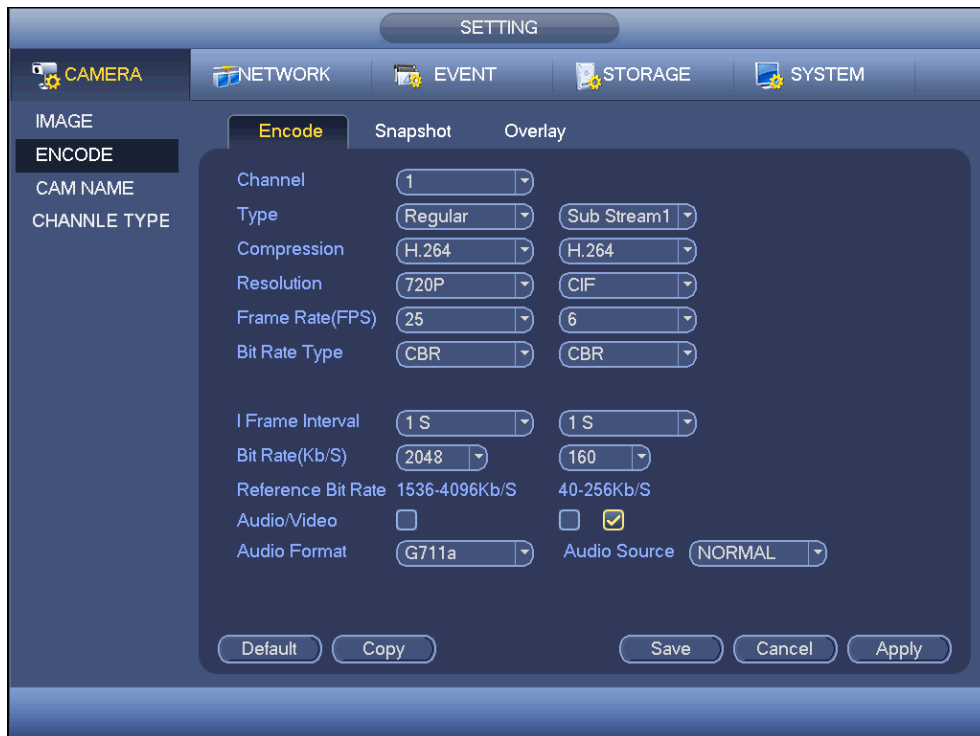 SETTING
CAMERA NETWORK EVENT STORAGE SYSTEM
IMAGE
ENCODE
CAM NAME
CHANNLE TYPE
Encode Snapshot Overlay
Channel 1
Type Regular Sub Stream1
Compression H.264 H.264
Resolution 720P CIF
Frame Rate(FPS) 25 6
Bit Rate Type CBR CBR
I Frame Interval 1 S 1 S
Bit Rate(Kb/S) 2048 160
Reference Bit Rate 1536-4096Kb/S 40-256Kb/S
Audio/Video
Audio Format G711a Audio Source NORMAL
Default Copy Save Cancel Apply